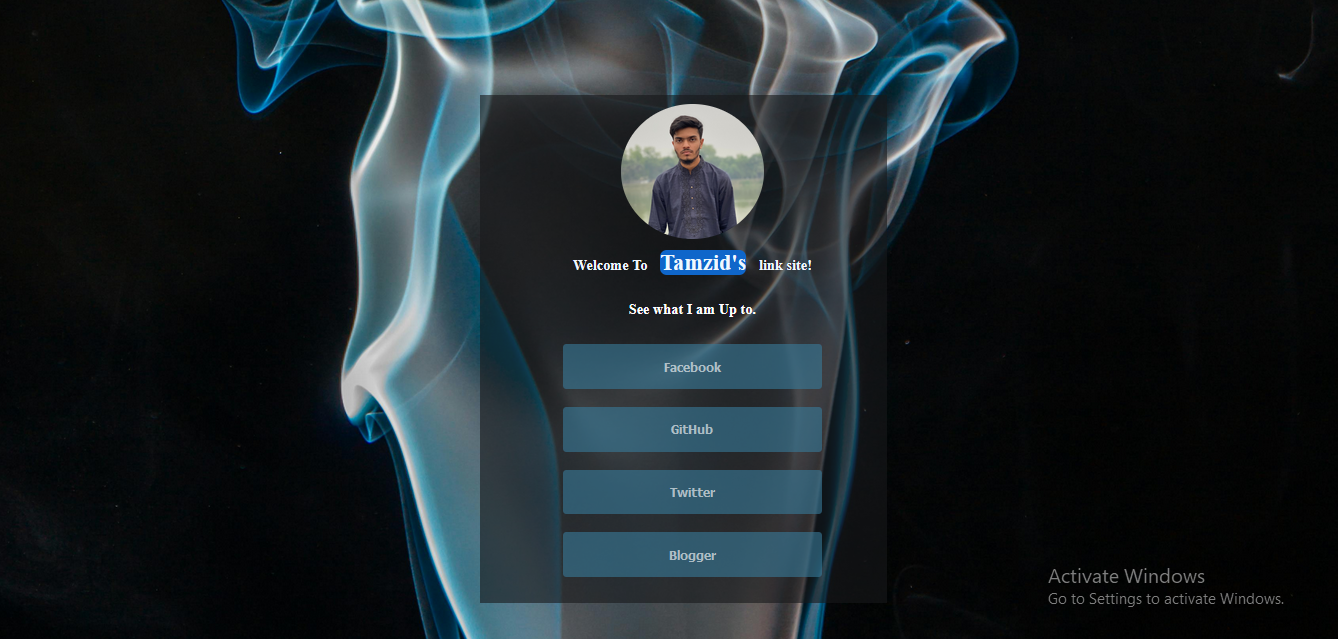 Welcome To Tamzid's link site!
See what I am Up to.
Facebook
GitHub
Twitter
Blogger
Activate Windows
Go to Settings to activate Windows.